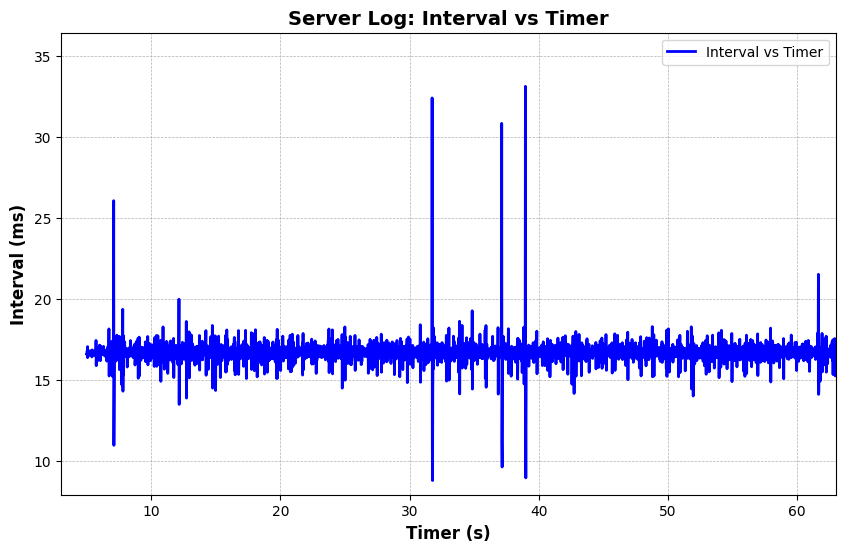 Server Log: Interval vs Timer
Interval vs Timer
Interval (ms)
35
30
25
20
15
10
10 20 30 40 50 60
Timer (s)